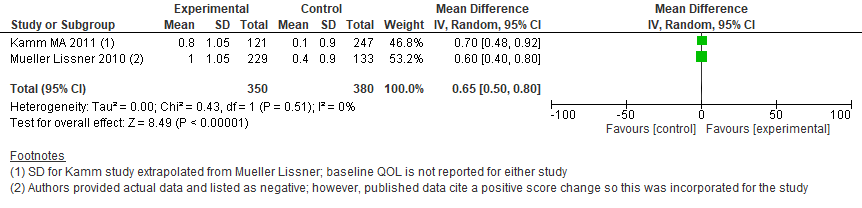 Experimental Control Mean Difference Mean Difference
Study or Subgroup Mean SD Total Mean SD Total Weight IV, Random, 95% CI IV, Random, 95% CI
Kamm MA 2011 (1) 0.8 1.05 121 0.1 0.9 247 46.8% 0.70 [0.48, 0.92]
Mueller Lissner 2010 (2) 1 1.05 229 0.4 0.9 133 53.2% 0.60 [0.40, 0.80]
Total (95% CI) 350 380 100.0% 0.65 [0.50, 0.80]
Heterogeneity: Tau² = 0.00; Chi² = 0.43, df = 1 (P = 0.51); I² = 0%
Test for overall effect: Z = 8.49 (P < 0.00001)
-100 -50 0 50 100
Favours [control] Favours [experimental]
Footnotes
(1) SD for Kamm study extrapolated from Mueller Lissner; baseline QOL is not reported for either study
(2) Authors provided actual data and listed as negative; however, published data cite a positive score change so this was incorporated for the study